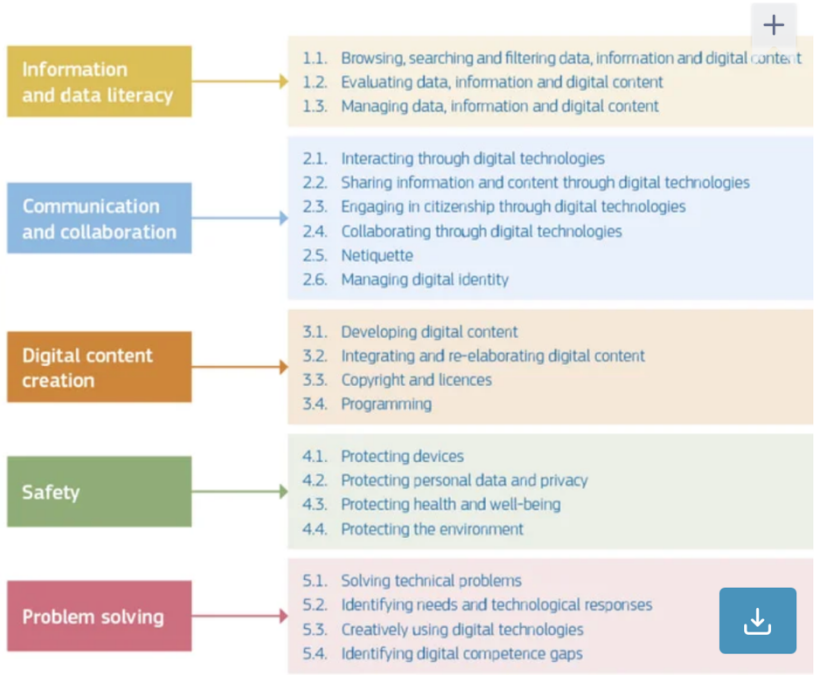 Information
and data literacy
1.1. Browsing, searching and filtering data, information and digital content
1.2. Evaluating data, information and digital content
1.3. Managing data, information and digital content
Communication
and collaboration
2.1. Interacting through digital technologies
2.2. Sharing information and content through digital technologies
2.3. Engaging in citizenship through digital technologies
2.4. Collaborating through digital technologies
2.5. Netiquette
2.6. Managing digital identity
Digital content
creation
3.1. Developing digital content
3.2. Integrating and re-elaborating digital content
3.3. Copyright and licences
3.4. Programming
Safety
4.1. Protecting devices
4.2. Protecting personal data and privacy
4.3. Protecting health and well-being
4.4. Protecting the environment
Problem solving
5.1. Solving technical problems
5.2. Identifying needs and technological responses
5.3. Creatively using digital technologies
5.4. Identifying digital competence gaps